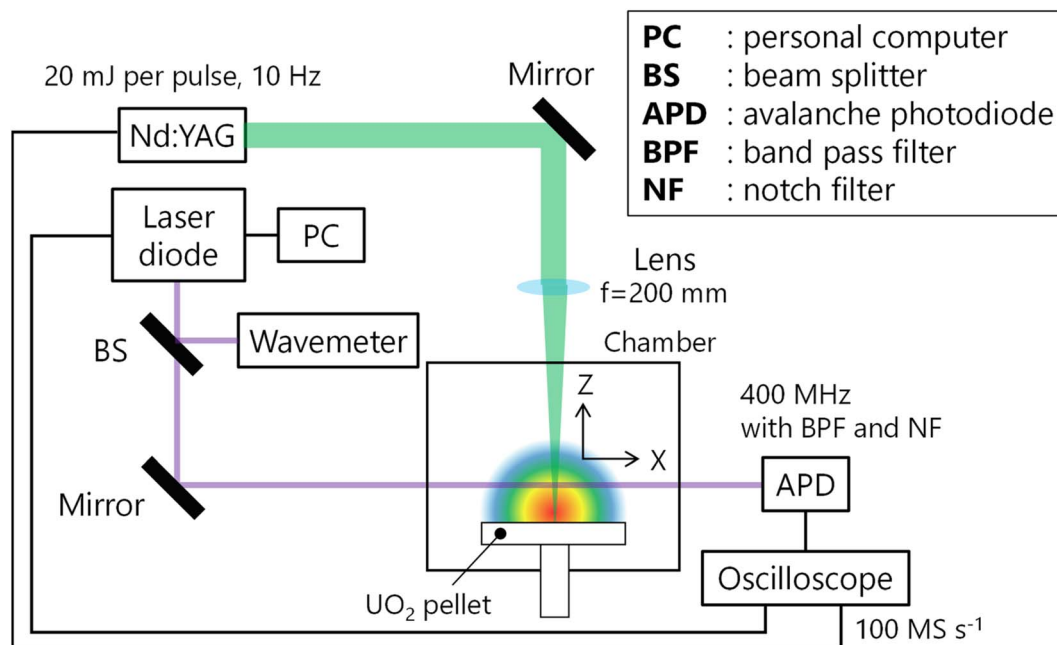 PC : personal computer
BS : beam splitter
APD : avalanche photodiode
BPF : band pass filter
NF : notch filter
20 mJ per pulse, 10 Hz
Mirror
Nd:YAG
Laser
diode
PC
Lens
f=200 mm
BS
Wavemeter
Chamber
Z
X
400 MHz
with BPF and NF
APD
Mirror
UO₂ pellet
Oscilloscope
100 MS s⁻¹